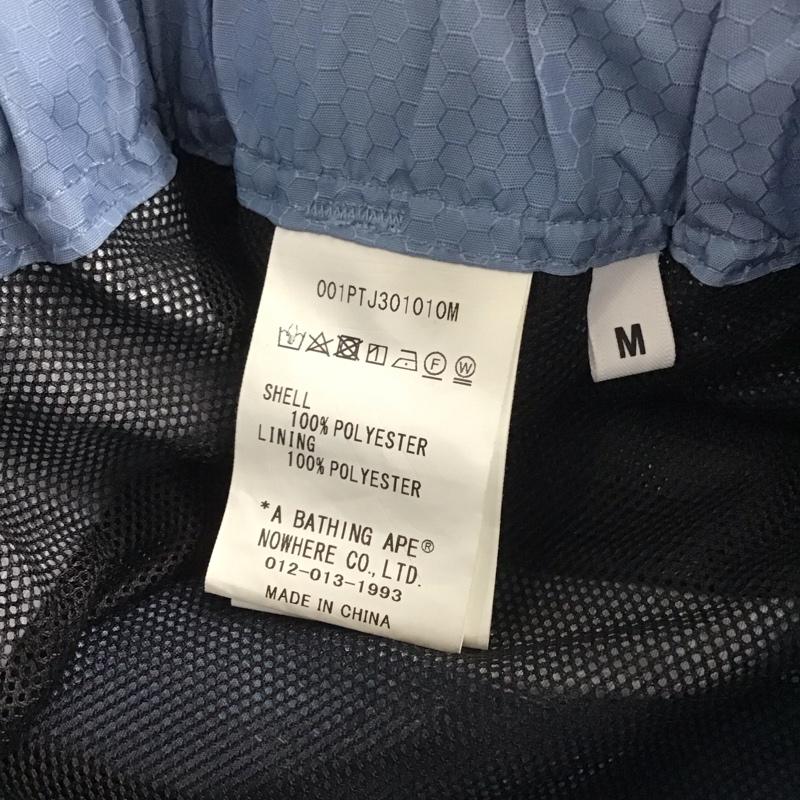 001PTJ301010M
F W
SHELL
100% POLYESTER
LINING
100% POLYESTER
*A BATHING APE®
NOWHERE CO., LTD.
012-013-1993
MADE IN CHINA
M